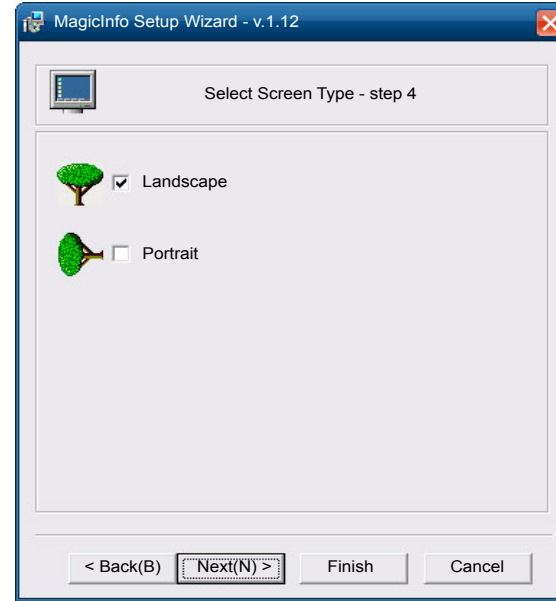 MagicInfo Setup Wizard - v.1.12
Select Screen Type - step 4
Landscape
Portrait
< Back(B) Next(N) > Finish Cancel